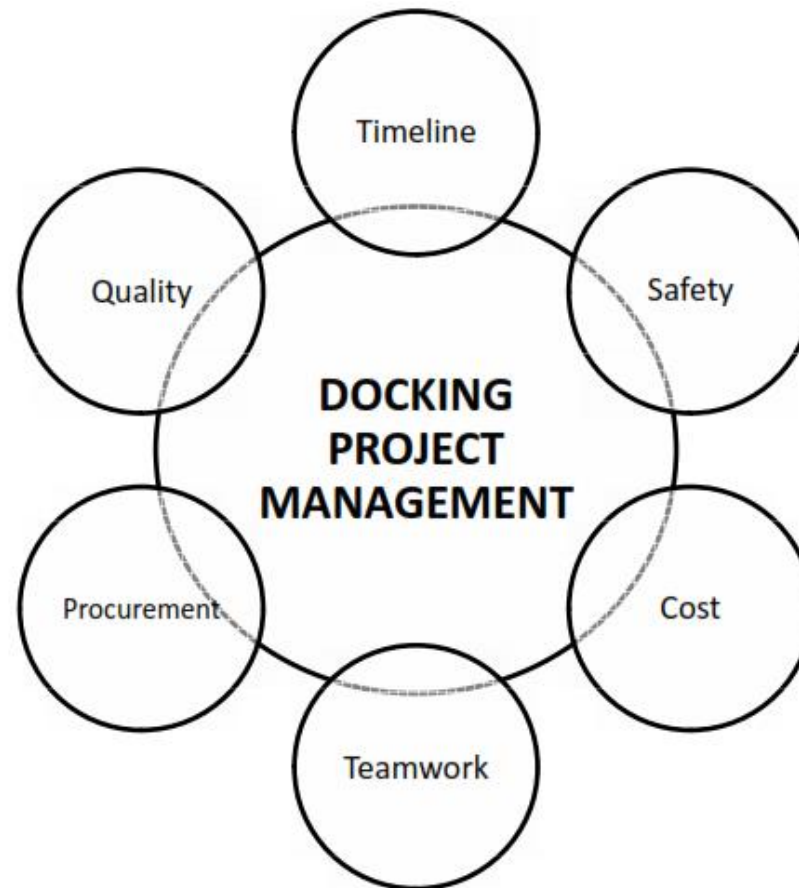 Timeline
Quality
Safety
DOCKING
PROJECT
MANAGEMENT
Procurement
Cost
Teamwork